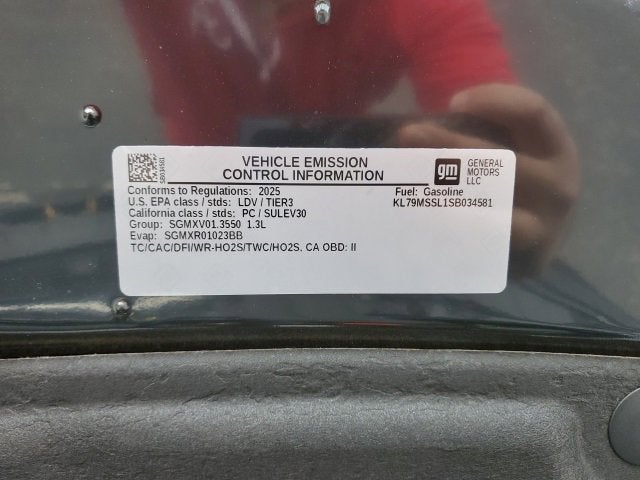 SB034581
VEHICLE EMISSION
CONTROL INFORMATION
gm
GENERAL
MOTORS
LLC
Conforms to Regulations: 2025
Fuel: Gasoline
U.S. EPA class / stds: LDV / TIER3
KL79MSSL1SB034581
California class / stds: PC / SULEV30
Group: SGMXV01.3550 1.3L
Evap: SGMXR01023BB
TC/CAC/DFI/WR-HO2S/TWC/HO2S, CA OBD: II